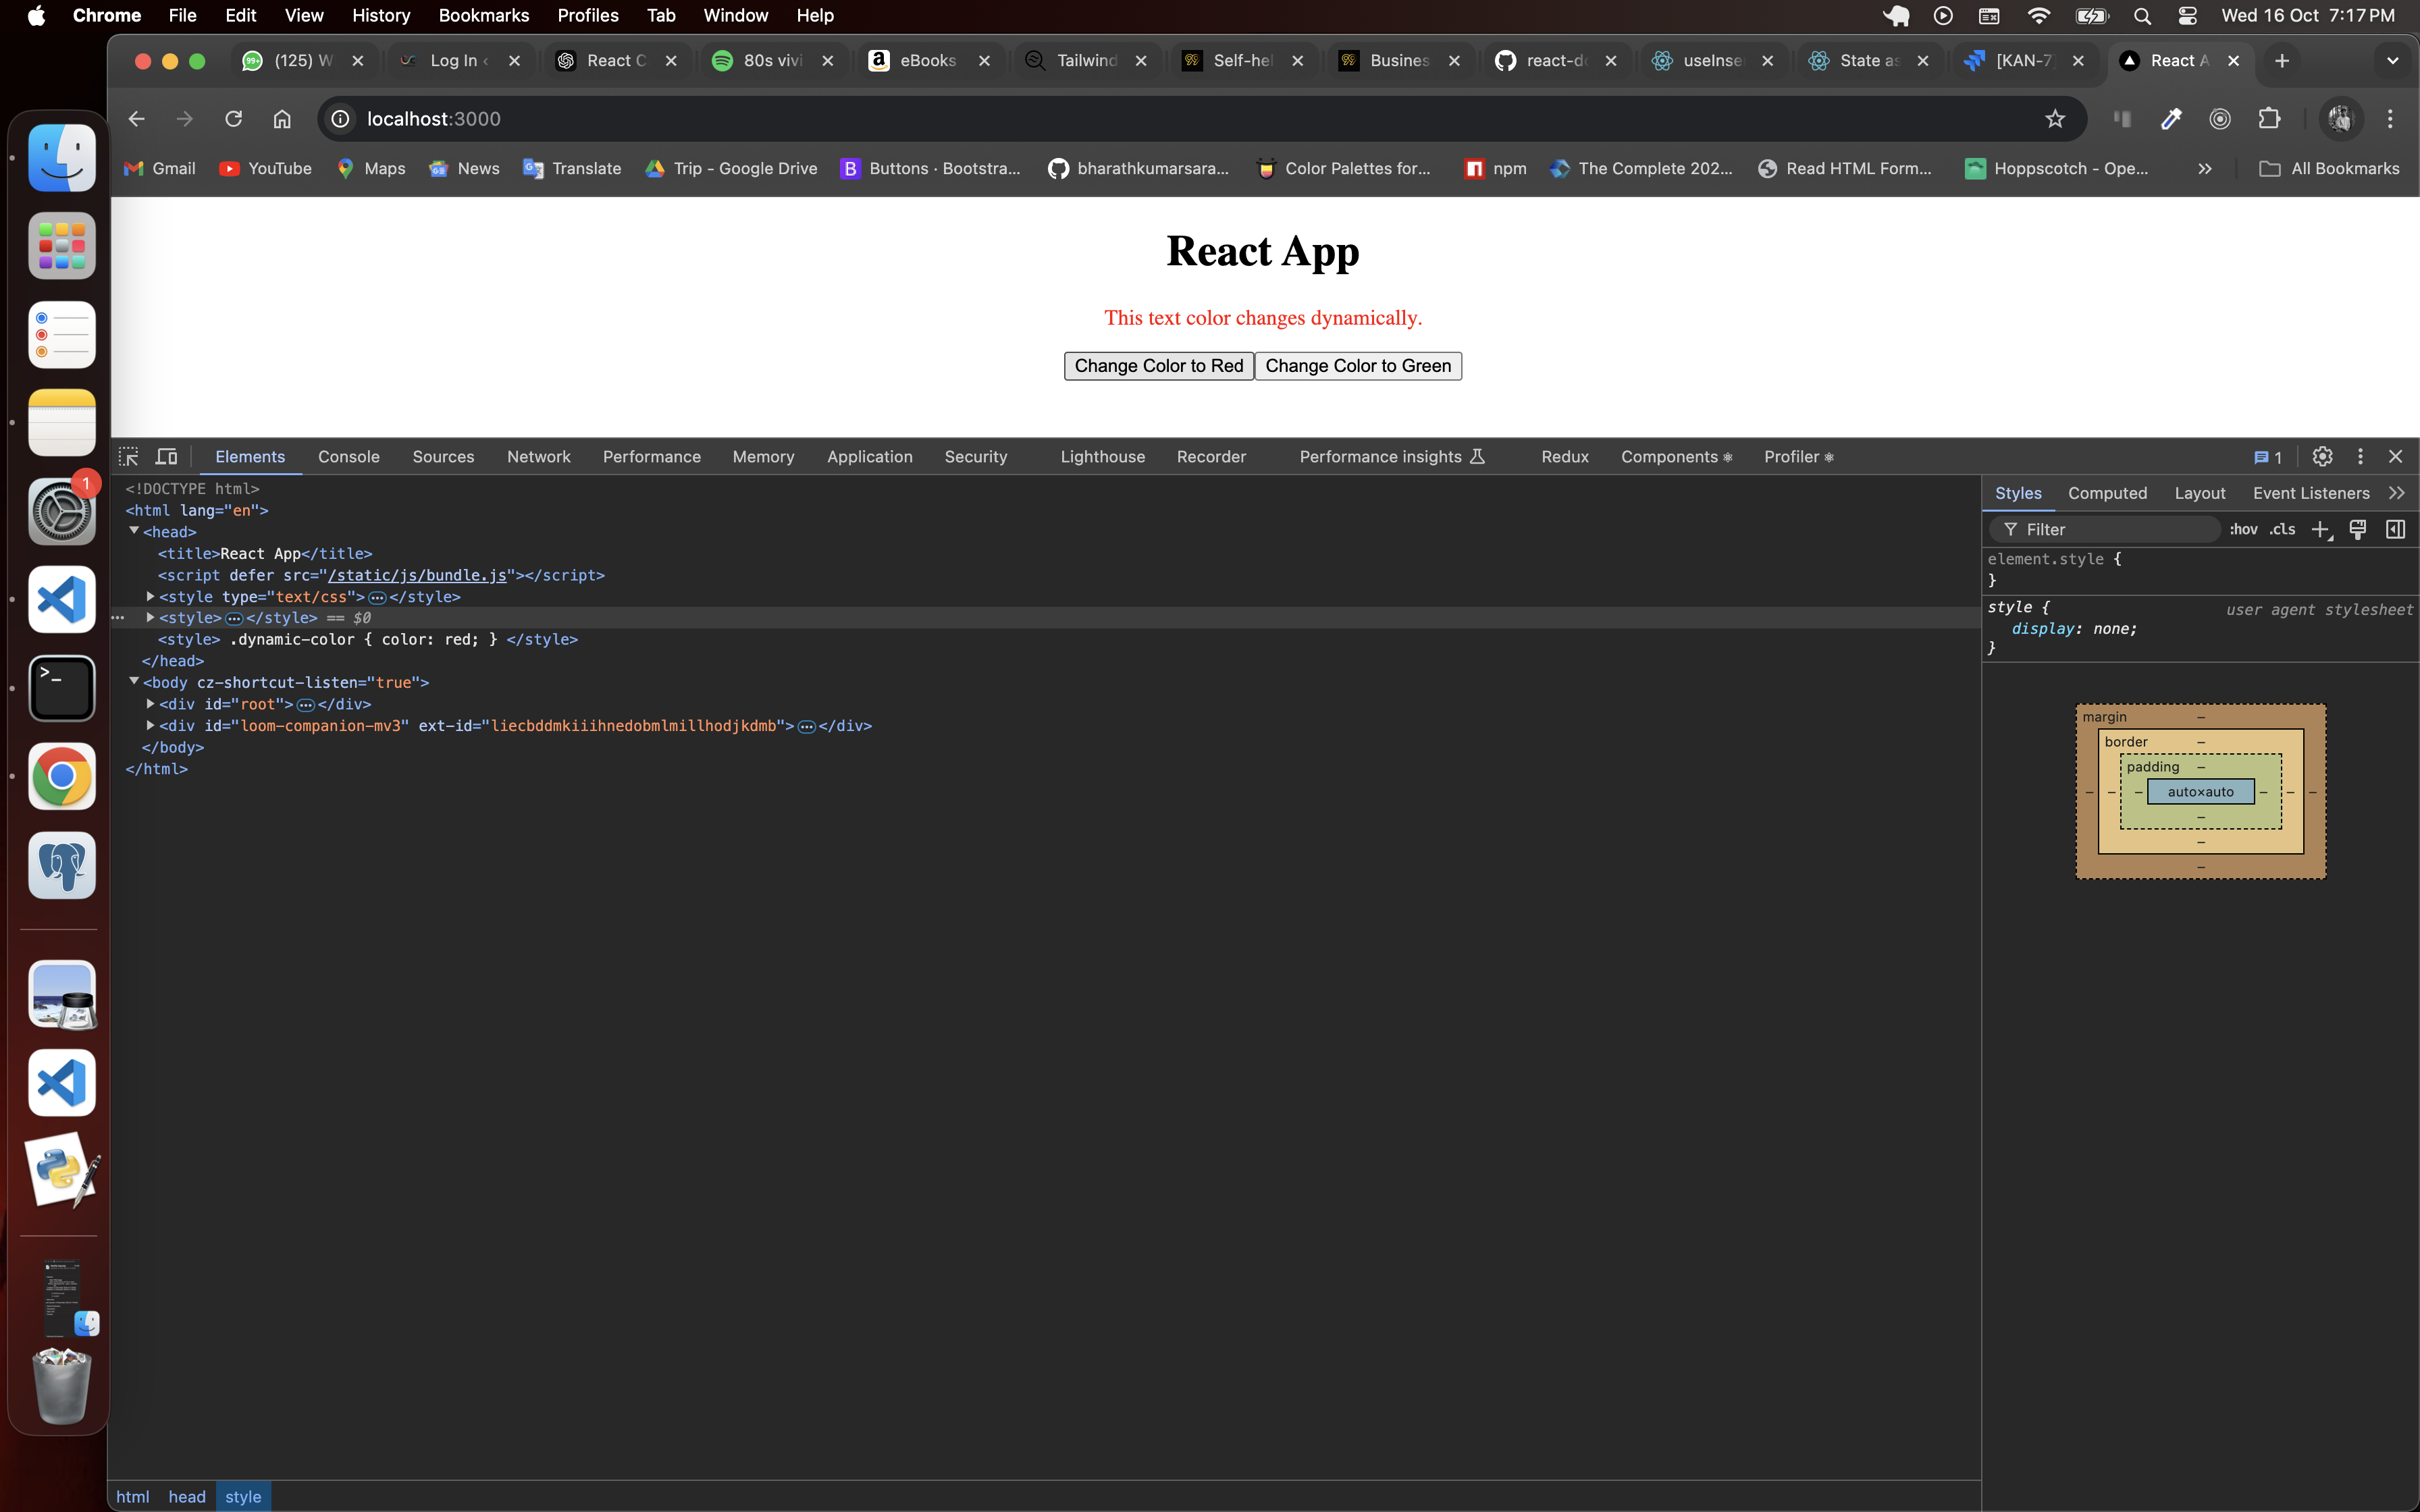 Chrome File Edit View History Bookmarks Profiles Tab Window Help Wed 16 Oct 7:17 PM
(125) W Log In React C 80s vivi eBooks Tailwind Self-hel Busines react-do useInse State as [KAN-7 React A
localhost:3000
Gmail YouTube Maps News Translate Trip - Google Drive Buttons · Bootstra... bharathkumarsara... Color Palettes for... npm The Complete 202... Read HTML Form... Hoppscotch - Ope... » All Bookmarks
React App
This text color changes dynamically.
Change Color to Red Change Color to Green
Elements Console Sources Network Performance Memory Application Security Lighthouse Recorder Performance insights Redux Components Profiler 1
<!DOCTYPE html>
<html lang="en">
<head>
<title>React App</title>
<script defer src="/static/js/bundle.js"></script>
<style type="text/css">…</style>
<style>…</style> == $0
<style> .dynamic-color { color: red; } </style>
</head>
<body cz-shortcut-listen="true">
<div id="root">…</div>
<div id="loom-companion-mv3" ext-id="liecbddmkiiihnedobmlmillhodjkdmb">…</div>
</body>
</html>
Styles Computed Layout Event Listeners »
Filter :hov .cls
element.style {
}
style { user agent stylesheet
display: none;
}
margin –
border –
padding –
– – – auto×auto – – –
–
–
–
1
html head style